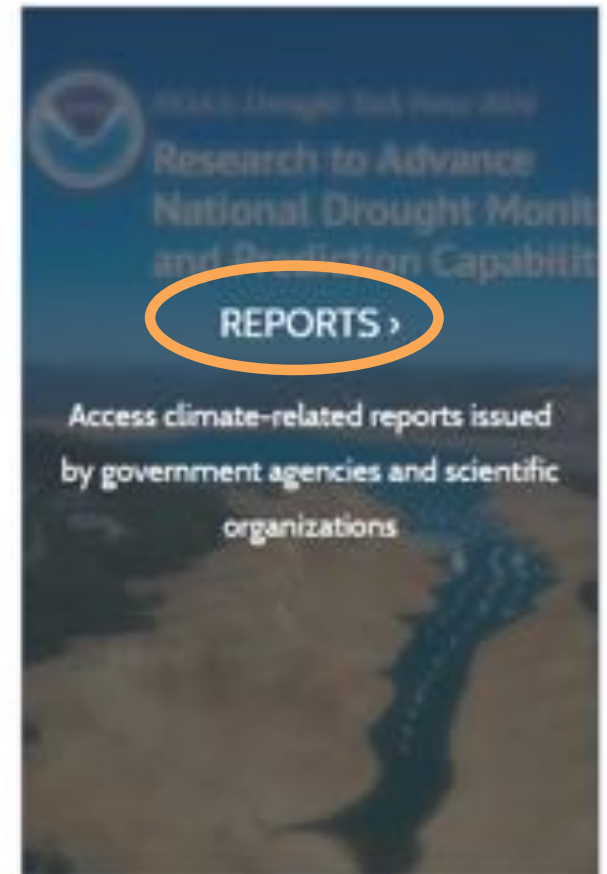 Research to Advance
National Drought Monit
and Prediction Capabilit
REPORTS ›
Access climate-related reports issued
by government agencies and scientific
organizations